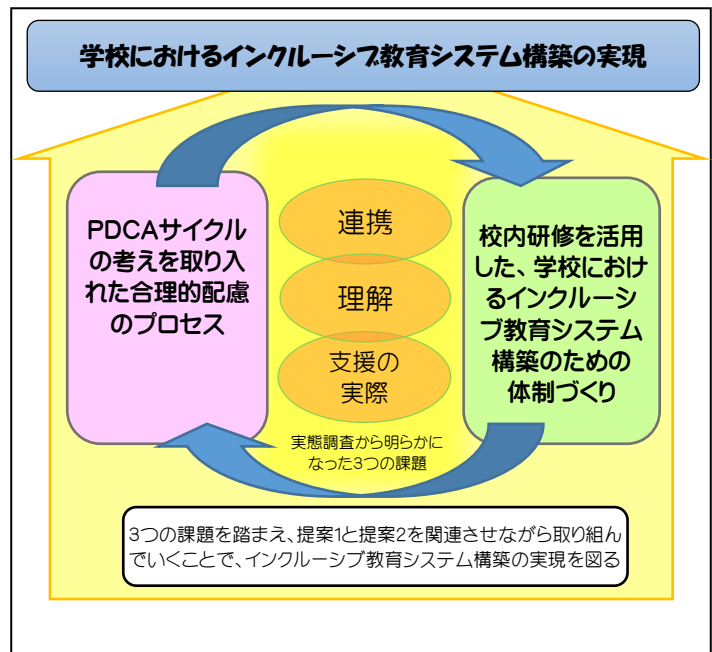 学校におけるインクルーシブ教育システム構築の実現
PDCAサイクル
の考えを取り入
れた合理的配慮
のプロセス
連携
理解
支援の
実際
実態調査から明らかに
なった3つの課題
校内研修を活用
した、学校におけ
るインクルーシ
ブ教育システム
構築のための
体制づくり
3つの課題を踏まえ、提案1と提案2を関連させながら取り組ん
でいくことで、インクルーシブ教育システム構築の実現を図る